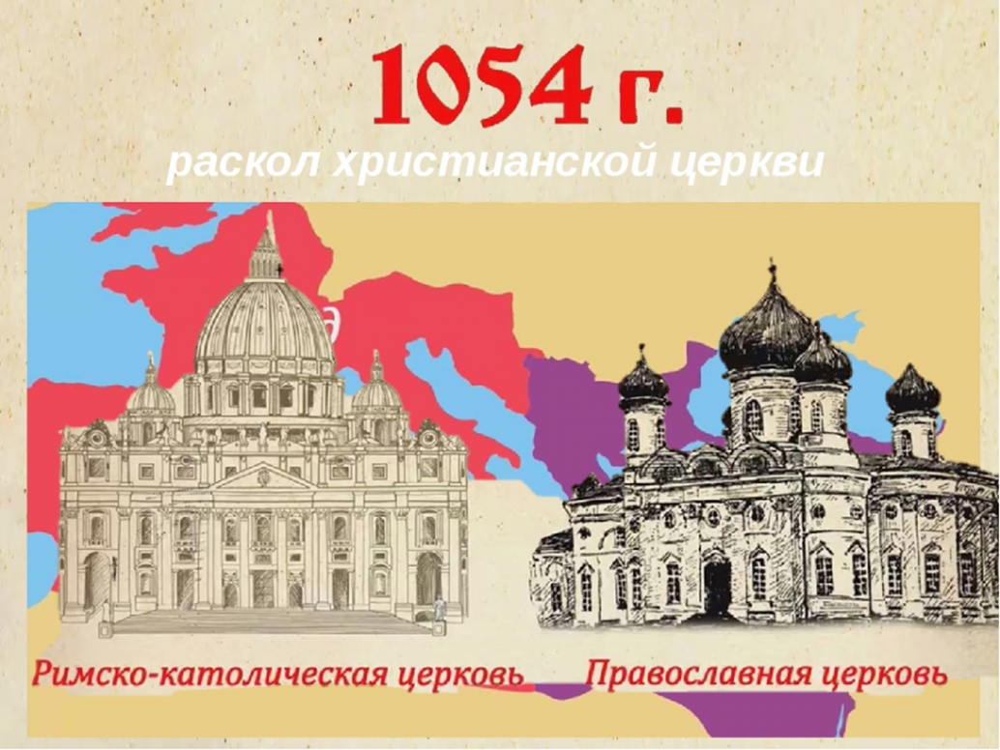 1054 г.
раскол христианской церкви
д
Римско-католическая церковь
Православная церковь